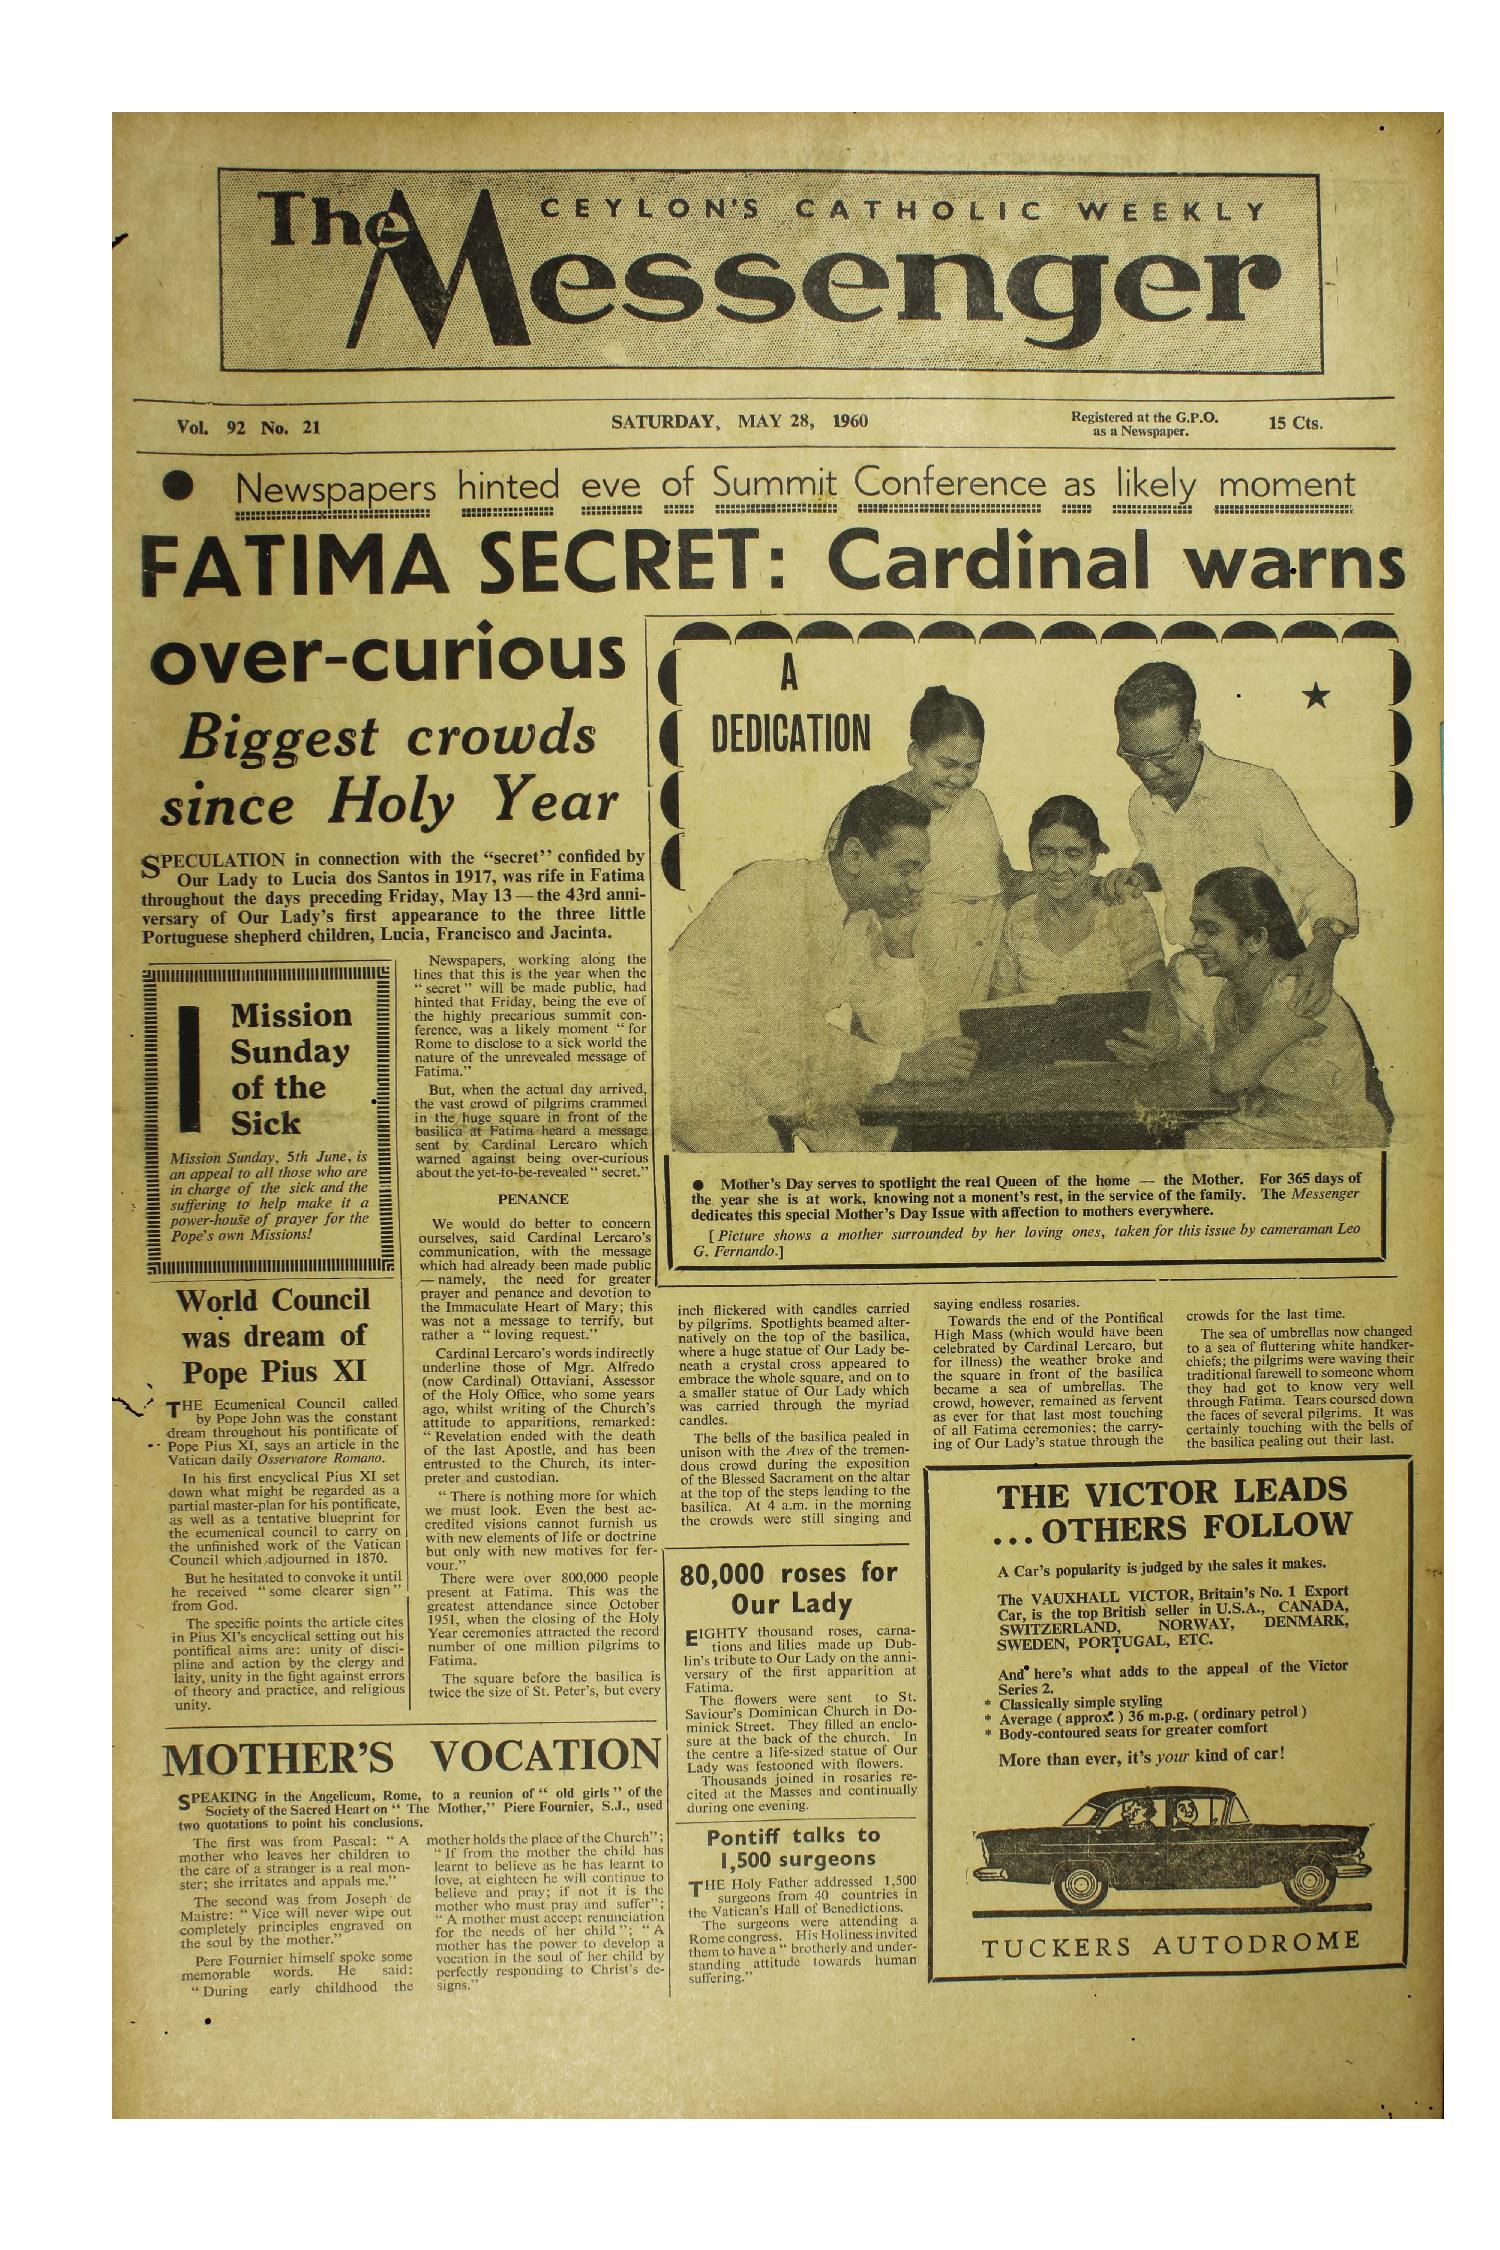 The Messenger
CEYLON'S CATHOLIC WEEKLY
Vol. 92 No. 21
SATURDAY, MAY 28, 1960
Registered at the G.P.O.
as a Newspaper.
15 Cts.
● Newspapers hinted eve of Summit Conference as likely moment
FATIMA SECRET: Cardinal warns
over-curious
Biggest crowds
since Holy Year
SPECULATION in connection with the “secret” confided by
Our Lady to Lucia dos Santos in 1917, was rife in Fatima
throughout the days preceding Friday, May 13—the 43rd anni-
versary of Our Lady's first appearance to the three little
Portuguese shepherd children, Lucia, Francisco and Jacinta.
Mission
Sunday
of the
Sick
Mission Sunday, 5th June, is
an appeal to all those who are
in charge of the sick and the
suffering to help make it a
power-house of prayer for the
Pope's own Missions!
World Council
was dream of
Pope Pius XI
THE Ecumenical Council called
by Pope John was the constant
dream throughout his pontificate of
Pope Pius XI, says an article in the
Vatican daily Osservatore Romano.
In his first encyclical Pius XI set
down what might be regarded as a
partial master-plan for his pontificate,
as well as a tentative blueprint for
the ecumenical council to carry on
the unfinished work of the Vatican
Council which adjourned in 1870.
But he hesitated to convoke it until
he received “some clearer sign”
from God.
The specific points the article cites
in Pius XI's encyclical setting out his
pontifical aims are: unity of disci-
pline and action by the clergy and
laity, unity in the fight against errors
of theory and practice, and religious
unity.
Newspapers, working along the
lines that this is the year when the
“secret” will be made public, had
hinted that Friday, being the eve of
the highly precarious summit con-
ference, was a likely moment “for
Rome to disclose to a sick world the
nature of the unrevealed message of
Fatima.”
But, when the actual day arrived,
the vast crowd of pilgrims crammed
in the huge square in front of the
basilica at Fatima heard a message
sent by Cardinal Lercaro which
warned against being over-curious
about the yet-to-be-revealed “secret.”
PENANCE
We would do better to concern
ourselves, said Cardinal Lercaro's
communication, with the message
which had already been made public
—namely, the need for greater
prayer and penance and devotion to
the Immaculate Heart of Mary; this
was not a message to terrify, but
rather a “loving request.”
Cardinal Lercaro's words indirectly
underline those of Mgr. Alfredo
(now Cardinal) Ottaviani, Assessor
of the Holy Office, who some years
ago, whilst writing of the Church's
attitude to apparitions, remarked:
“Revelation ended with the death
of the last Apostle, and has been
entrusted to the Church, its inter-
preter and custodian.
“There is nothing more for which
we must look. Even the best ac-
credited visions cannot furnish us
with new elements of life or doctrine
but only with new motives for fer-
vour.”
There were over 800,000 people
present at Fatima. This was the
greatest attendance since October
1951, when the closing of the Holy
Year ceremonies attracted the record
number of one million pilgrims to
Fatima.
The square before the basilica is
twice the size of St. Peter's, but every
A
DEDICATION
● Mother's Day serves to spotlight the real Queen of the home — the Mother. For 365 days of
the year she is at work, knowing not a monent's rest, in the service of the family. The Messenger
dedicates this special Mother's Day Issue with affection to mothers everywhere.
[Picture shows a mother surrounded by her loving ones, taken for this issue by cameraman Leo
G. Fernando.]
inch flickered with candles carried
by pilgrims. Spotlights beamed alter-
natively on the top of the basilica,
where a huge statue of Our Lady be-
neath a crystal cross appeared to
embrace the whole square, and on to
a smaller statue of Our Lady which
was carried through the myriad
candles.
The bells of the basilica pealed in
unison with the Aves of the tremen-
dous crowd during the exposition
of the Blessed Sacrament on the altar
at the top of the steps leading to the
basilica. At 4 a.m. in the morning
the crowds were still singing and
saying endless rosaries.
Towards the end of the Pontifical
High Mass (which would have been
celebrated by Cardinal Lercaro, but
for illness) the weather broke and
the square in front of the basilica
became a sea of umbrellas. The
crowd, however, remained as fervent
as ever for that last most touching
of all Fatima ceremonies; the carry-
ing of Our Lady's statue through the
crowds for the last time.
The sea of umbrellas now changed
to a sea of fluttering white handker-
chiefs; the pilgrims were waving their
traditional farewell to someone whom
they had got to know very well
through Fatima. Tears coursed down
the faces of several pilgrims. It was
certainly touching with the bells of
the basilica pealing out their last.
80,000 roses for
Our Lady
EIGHTY thousand roses, carna-
tions and lilies made up Dub-
lin's tribute to Our Lady on the anni-
versary of the first apparition at
Fatima.
The flowers were sent to St.
Saviour's Dominican Church in Do-
minick Street. They filled an enclo-
sure at the back of the church. In
the centre a life-sized statue of Our
Lady was festooned with flowers.
Thousands joined in rosaries re-
cited at the Masses and continually
during one evening.
Pontiff talks to
1,500 surgeons
THE Holy Father addressed 1,500
surgeons from 40 countries in
the Vatican's Hall of Benedictions.
The surgeons were attending a
Rome congress. His Holiness invited
them to have a “brotherly and under-
standing attitude towards human
suffering.”
MOTHER'S VOCATION
SPEAKING in the Angelicum, Rome, to a reunion of “old girls” of the
Society of the Sacred Heart on “The Mother,” Piere Fournier, S.J., used
two quotations to point his conclusions.
The first was from Pascal: “A
mother who leaves her children to
the care of a stranger is a real mon-
ster; she irritates and appals me.”
The second was from Joseph de
Maistre: “Vice will never wipe out
completely principles engraved on
the soul by the mother.”
Pere Fournier himself spoke some
memorable words. He said:
“During early childhood the
mother holds the place of the Church”;
“If from the mother the child has
learnt to believe as he has learnt to
love, at eighteen he will continue to
believe and pray; if not it is the
mother who must pray and suffer”;
“A mother must accept renunciation
for the needs of her child”; “A
mother has the power to develop a
vocation in the soul of her child by
perfectly responding to Christ's de-
signs.”
THE VICTOR LEADS
...OTHERS FOLLOW
A Car's popularity is judged by the sales it makes.
The VAUXHALL VICTOR, Britain's No. 1 Export
Car, is the top British seller in U.S.A., CANADA,
SWITZERLAND, NORWAY, DENMARK,
SWEDEN, PORTUGAL, ETC.
And here's what adds to the appeal of the Victor
Series 2.
* Classically simple styling
* Average (approx.) 36 m.p.g. (ordinary petrol)
* Body-contoured seats for greater comfort
More than ever, it's your kind of car!
TUCKERS AUTODROME